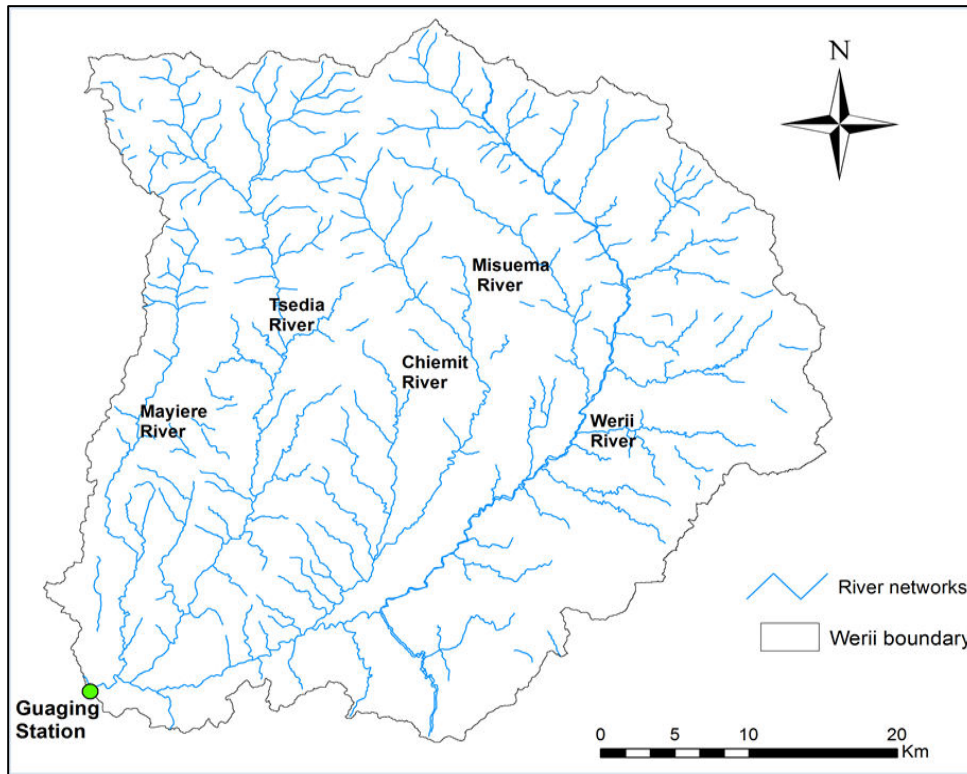 N
Misuema
River
Tsedia
River
Chiemit
River
Mayiere
River
Werii
River
River networks
Werii boundary
Guaging
Station
0 5 10 20
Km